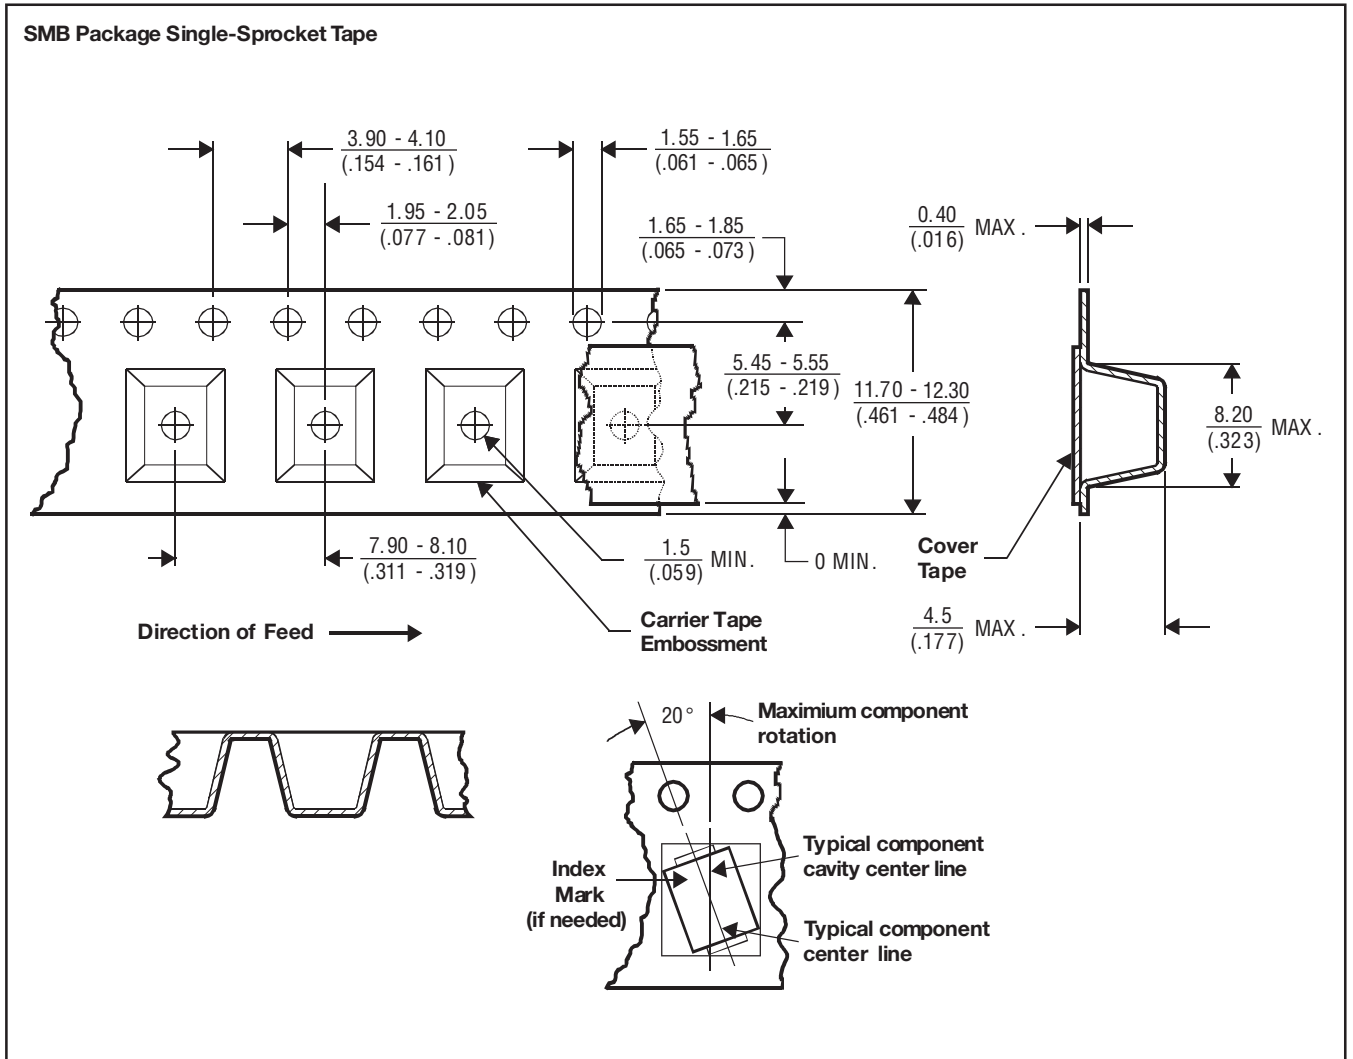 SMB Package Single-Sprocket Tape
3.90 - 4.10
(.154 - .161)
1.55 - 1.65
(.061 - .065)
1.95 - 2.05
(.077 - .081)
1.65 - 1.85
(.065 - .073)
0.40
(.016)
MAX.
5.45 - 5.55
(.215 - .219)
11.70 - 12.30
(.461 - .484)
8.20
(.323)
MAX.
7.90 - 8.10
(.311 - .319)
1.5
(.059)
MIN.
0 MIN.
Cover
Tape
4.5
(.177)
MAX.
Direction of Feed
Carrier Tape
Embossment
20°
Maximium component
rotation
Index
Mark
(if needed)
Typical component
cavity center line
Typical component
center line